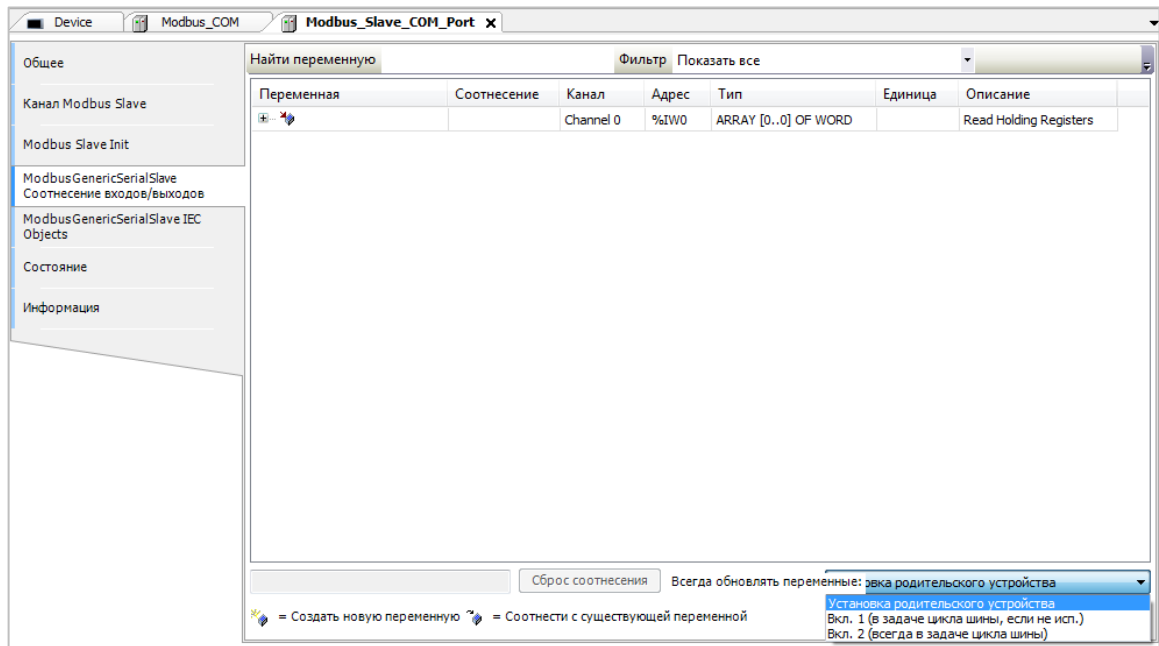 Device
Modbus_COM
Modbus_Slave_COM_Port X
Общее
Канал Modbus Slave
Modbus Slave Init
ModbusGenericSerialSlave
Соотнесение входов/выходов
ModbusGenericSerialSlave IEC
Objects
Состояние
Информация
Найти переменную Фильтр Показать все
Переменная Соотнесение Канал Адрес Тип Единица Описание
Channel 0 %IW0 ARRAY [0..0] OF WORD Read Holding Registers
Сброс соотнесения Всегда обновлять переменные: овка родительского устройства
Установка родительского устройства
Вкл. 1 (в задаче цикла шины, если не исп.)
Вкл. 2 (всегда в задаче цикла шины)
= Создать новую переменную = Соотнести с существующей переменной